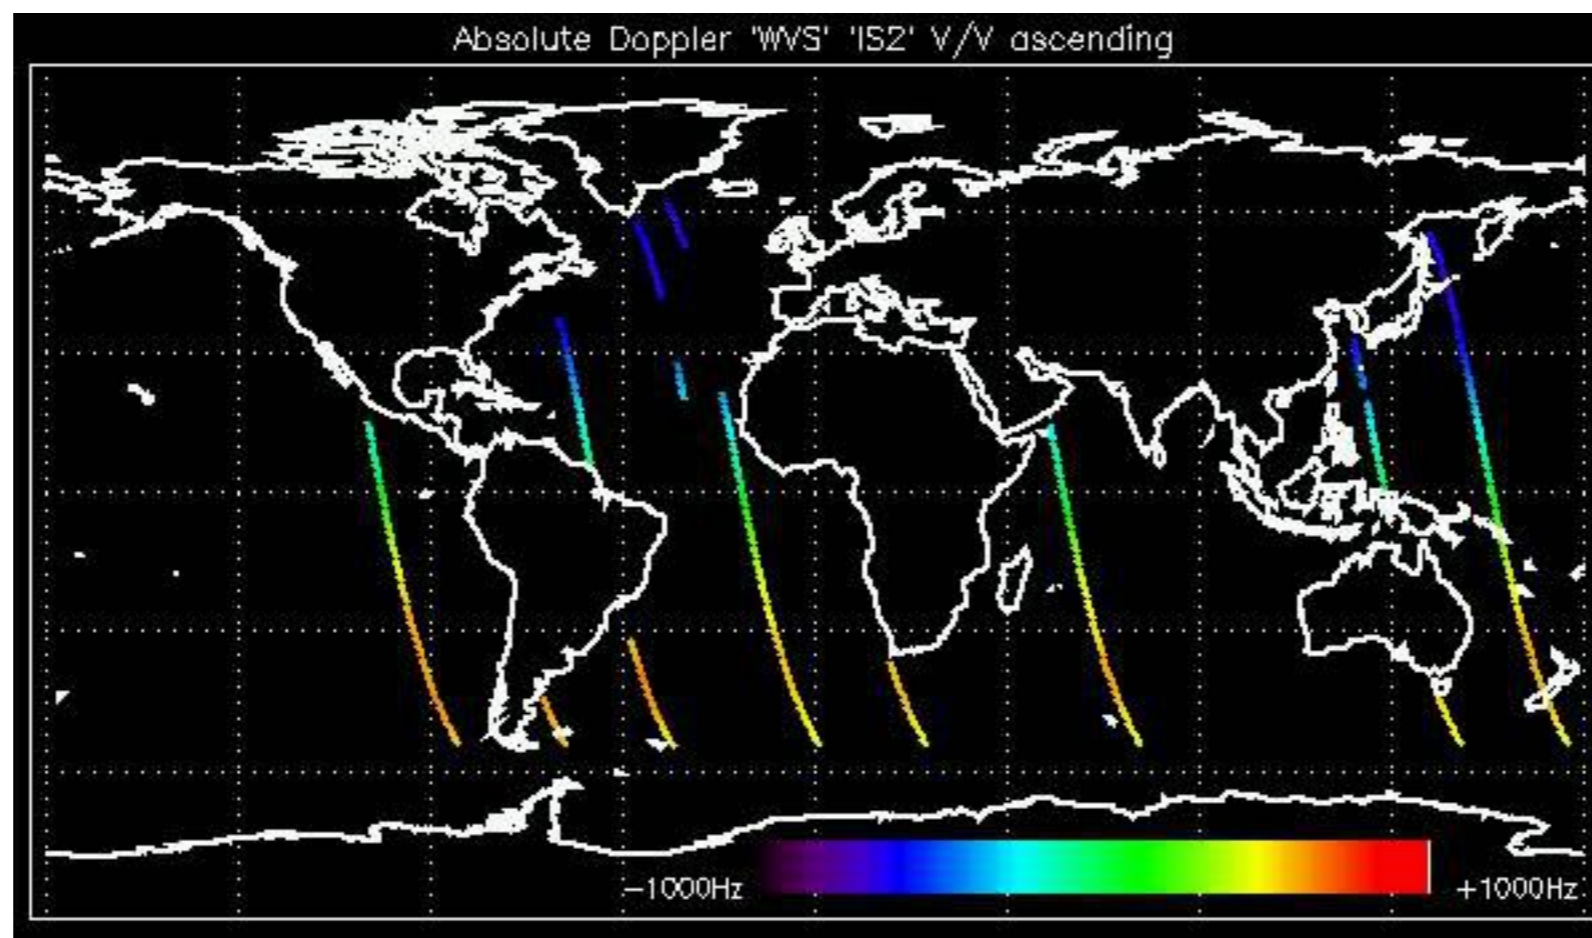 Absolute Doppler 'WVS' 'IS2' V/V ascending
-1000Hz +1000Hz